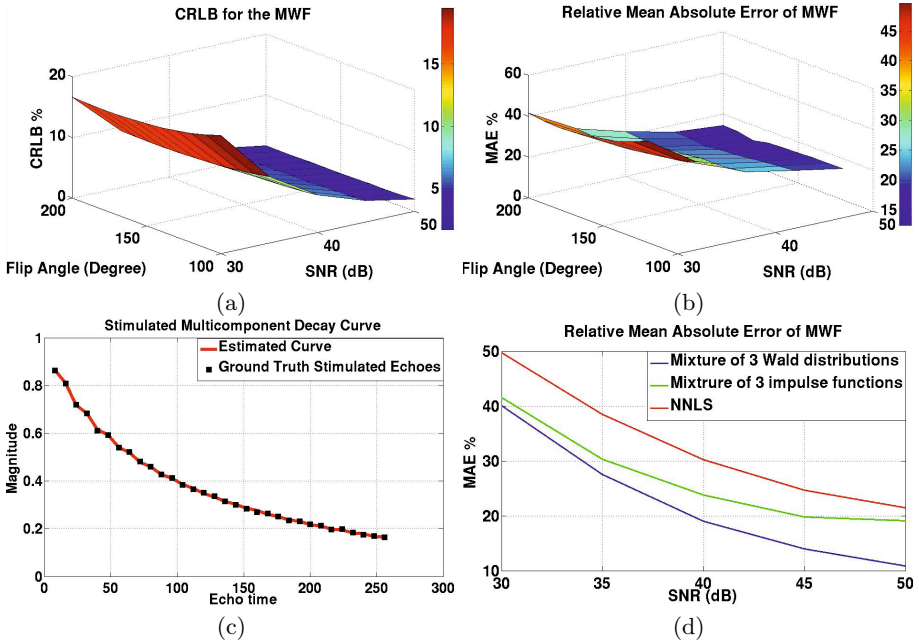 CRLB for the MWF
CRLB %
20
10
0
200
150
100
Flip Angle (Degree)
30
40
50
SNR (dB)
15
10
5
(a)
Relative Mean Absolute Error of MWF
MAE %
60
40
20
0
200
150
100
Flip Angle (Degree)
30
40
50
SNR (dB)
45
40
35
30
25
20
15
(b)
Stimulated Multicomponent Decay Curve
Estimated Curve
Ground Truth Stimulated Echoes
Magnitude
1
0.8
0.6
0.4
0.2
0
0
50
100
150
200
250
300
Echo time
(c)
Relative Mean Absolute Error of MWF
Mixture of 3 Wald distributions
Mixtrure of 3 impulse functions
NNLS
MAE %
50
40
30
20
10
30
35
40
45
50
SNR (dB)
(d)